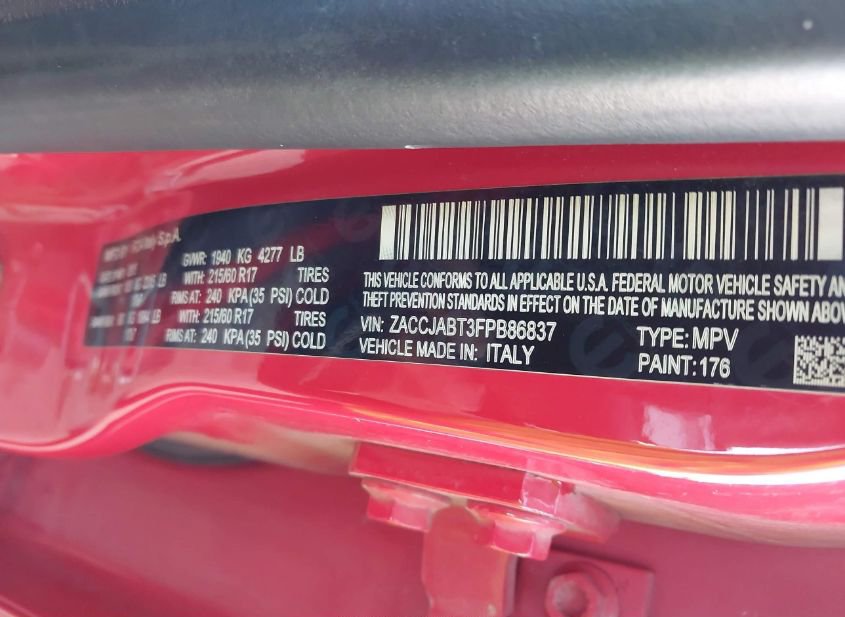 S.p.A.
GVWR: 1940 KG 4277 LB
WITH: 215/60 R17 TIRES
RIMS AT: 240 KPA (35 PSI) COLD
WITH: 215/60 R17 TIRES
RIMS AT: 240 KPA (35 PSI) COLD
THIS VEHICLE CONFORMS TO ALL APPLICABLE U.S.A. FEDERAL MOTOR VEHICLE SAFETY AN
THEFT PREVENTION STANDARDS IN EFFECT ON THE DATE OF MANUFACTURE SHOWN ABOV
VIN: ZACCJABT3FPB86837 TYPE: MPV
VEHICLE MADE IN: ITALY PAINT: 176